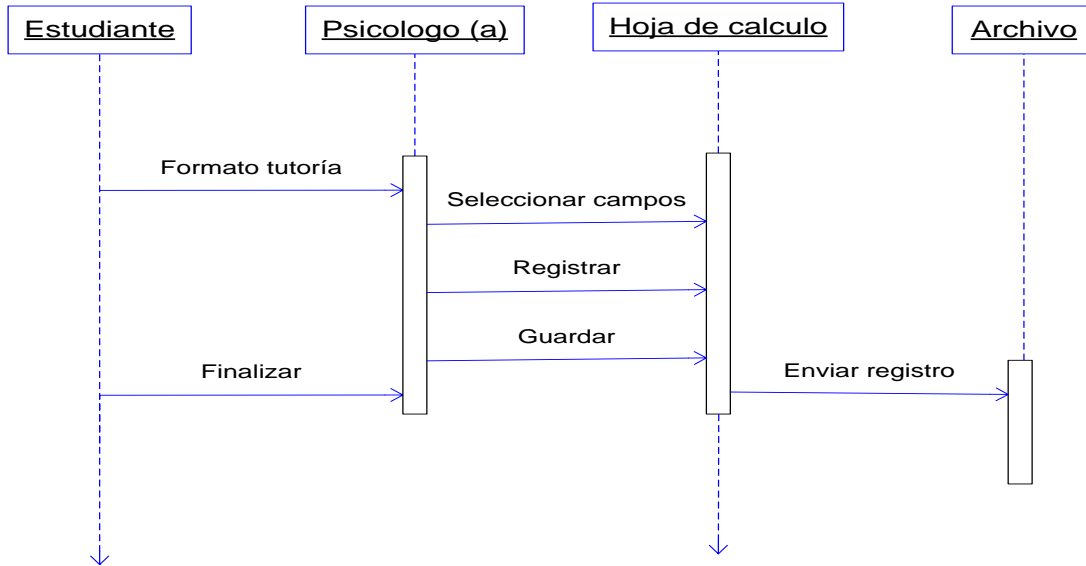 Estudiante
Psicologo (a)
Hoja de calculo
Archivo
Formato tutoría
Seleccionar campos
Registrar
Guardar
Finalizar
Enviar registro